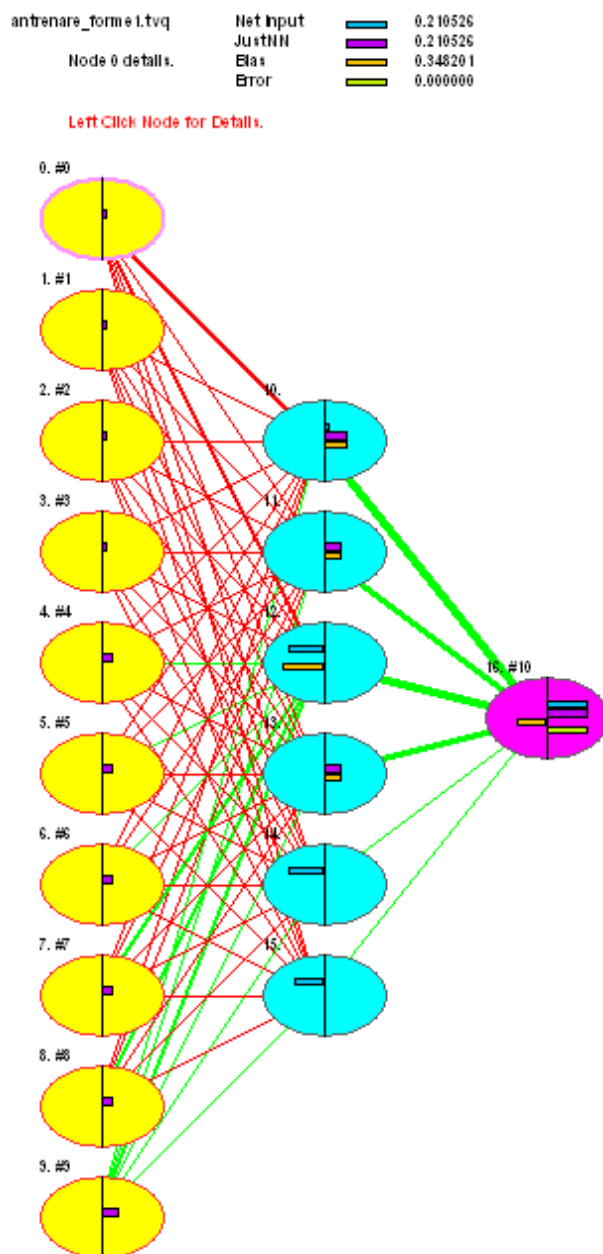 antrenare_forme1.tvq Net Input 0.210526
JustNN 0.210526
Node 0 details. Bias 0.348201
Error 0.000000
Left Click Node for Details.
0. #0
1. #1
2. #2 10.
3. #3 11.
4. #4 12.
16. #10
5. #5 13.
6. #6 14.
7. #7 15.
8. #8
9. #9